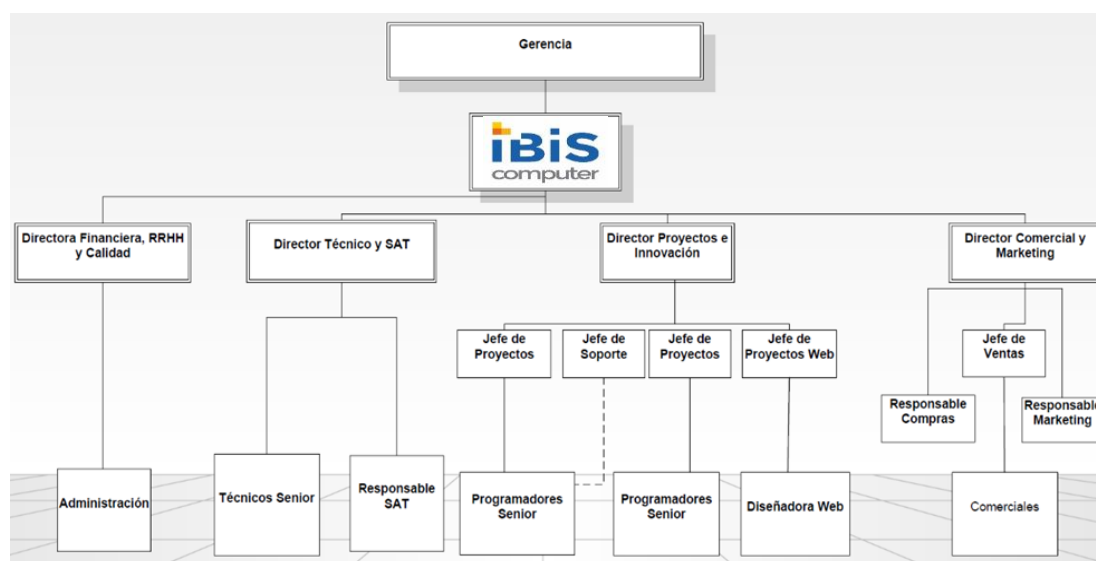 Gerencia
iBiS
computer
Directora Financiera, RRHH
y Calidad
Director Técnico y SAT
Director Proyectos e
Innovación
Director Comercial y
Marketing
Jefe de
Proyectos
Jefe de
Soporte
Jefe de
Proyectos
Jefe de
Proyectos Web
Jefe de
Ventas
Responsable
Compras
Responsable
Marketing
Administración
Técnicos Senior
Responsable
SAT
Programadores
Senior
Programadores
Senior
Diseñadora Web
Comerciales